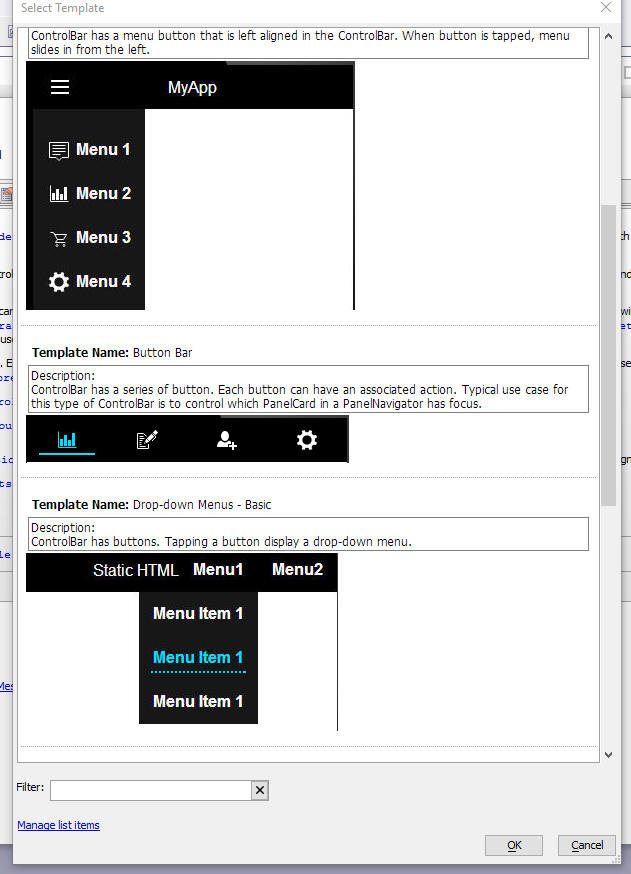 Select Template
ControlBar has a menu button that is left aligned in the ControlBar. When button is tapped, menu
slides in from the left.
MyApp
Menu 1
Menu 2
Menu 3
Menu 4
Template Name: Button Bar
Description:
ControlBar has a series of button. Each button can have an associated action. Typical use case for
this type of ControlBar is to control which PanelCard in a PanelNavigator has focus.
Template Name: Drop-down Menus - Basic
Description:
ControlBar has buttons. Tapping a button display a drop-down menu.
Static HTML Menu1 Menu2
Menu Item 1
Menu Item 1
Menu Item 1
Filter:
Manage list items
OK Cancel